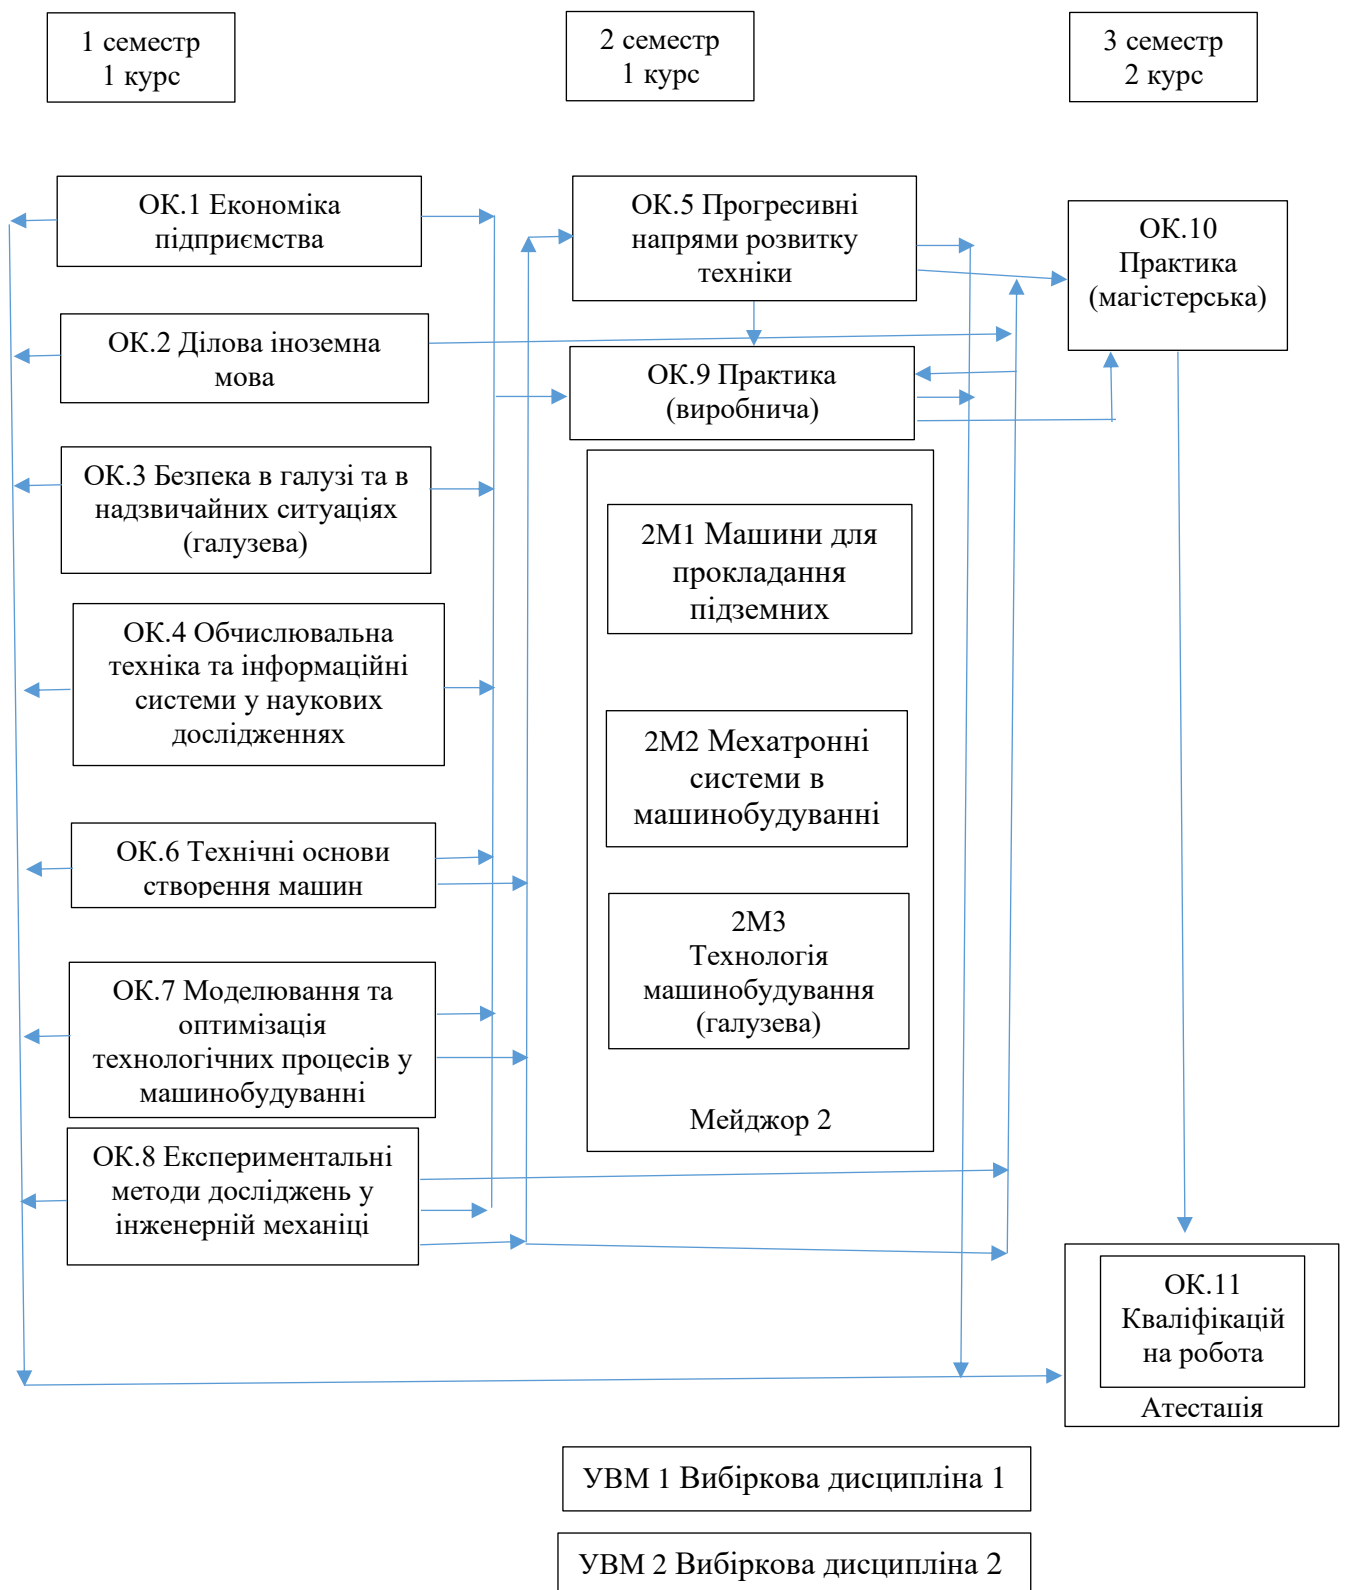 1 семестр
1 курс
2 семестр
1 курс
3 семестр
2 курс
ОК.1 Економіка
підприємства
ОК.2 Ділова іноземна
мова
ОК.3 Безпека в галузі та в
надзвичайних ситуаціях
(галузева)
ОК.4 Обчислювальна
техніка та інформаційні
системи у наукових
дослідженнях
ОК.6 Технічні основи
створення машин
ОК.7 Моделювання та
оптимізація
технологічних процесів у
машинобудуванні
ОК.8 Експериментальні
методи досліджень у
інженерній механіці
ОК.5 Прогресивні
напрями розвитку
техніки
ОК.9 Практика
(виробнича)
2М1 Машини для
прокладання
підземних
2М2 Мехатронні
системи в
машинобудуванні
2М3
Технологія
машинобудування
(галузева)
Мейджор 2
ОК.10
Практика
(магістерська)
ОК.11
Кваліфікацій
на робота
Атестація
УВМ 1 Вибіркова дисципліна 1
УВМ 2 Вибіркова дисципліна 2